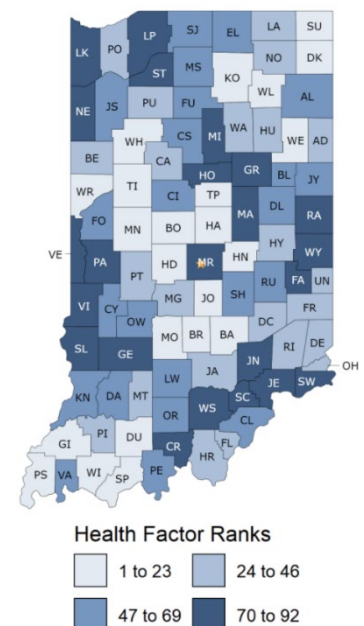 LP SJ EL LA SU
LK PO ST NO DK
MS KO
NE JS PU FU WL AL
WH CS MI WA HU WE AD
BE CA
HO GR BL JY
WR TI CI TP
FO MN BO HA MA DL RA
VE PA HD MR HN HY WY
PT FA UN
VI CY MG JO SH RU
OW FR
SL GE MO BR BA DC RI DE
OH
KN DA MT LW JA JN
OR WS SC JE SW
GI PI DU CL
CR FL
PS VA WI SP PE HR
Health Factor Ranks
1 to 23 24 to 46
47 to 69 70 to 92